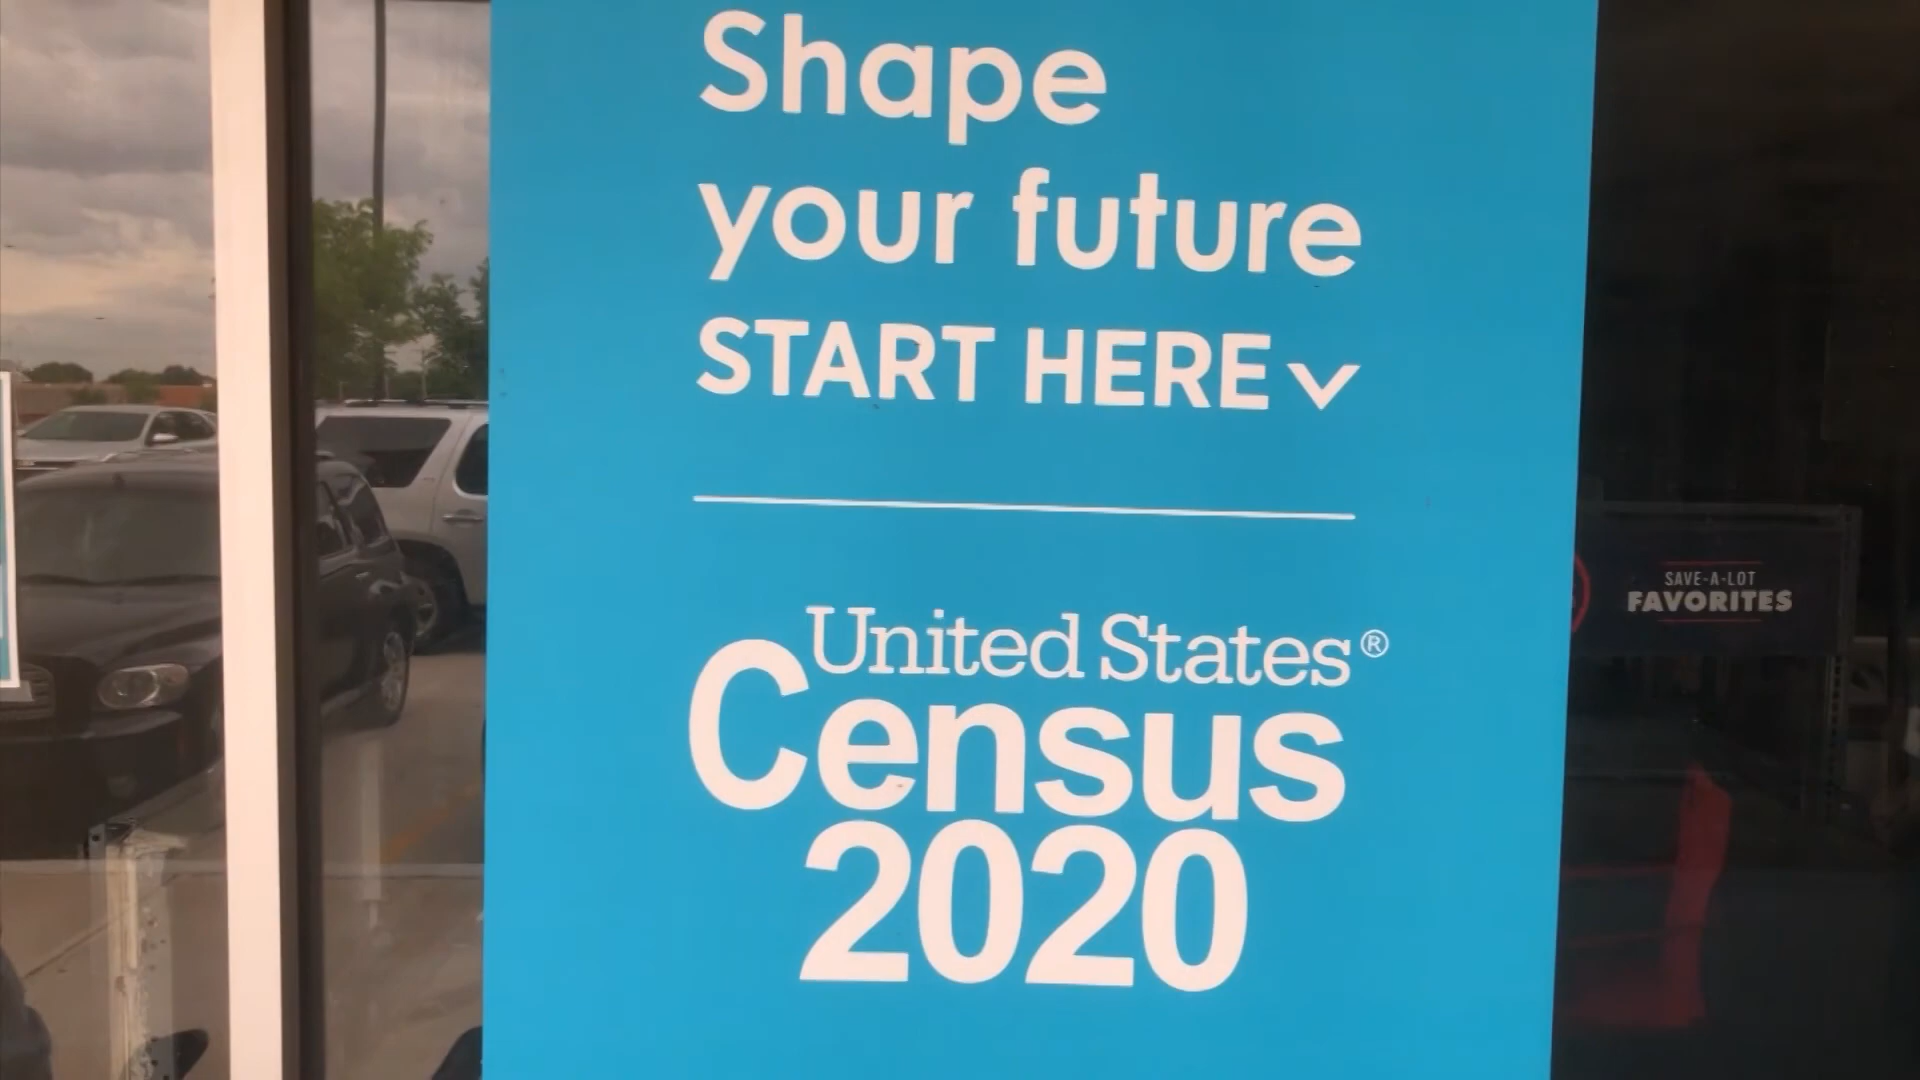 Shape
your future
START HERE
United States®
Census
2020
SAVE-A-LOT
FAVORITES